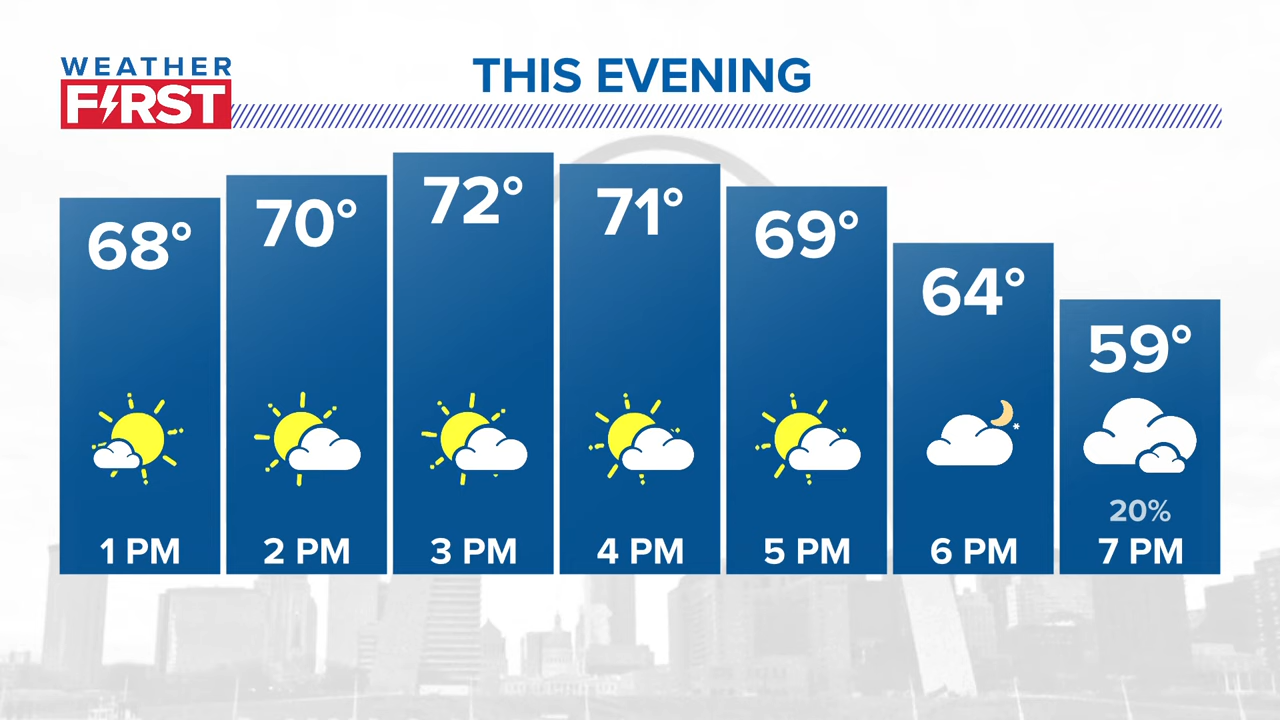 WEATHER
FIRST
THIS EVENING
68° 70° 72° 71° 69° 64° 59°
20%
1 PM 2 PM 3 PM 4 PM 5 PM 6 PM 7 PM